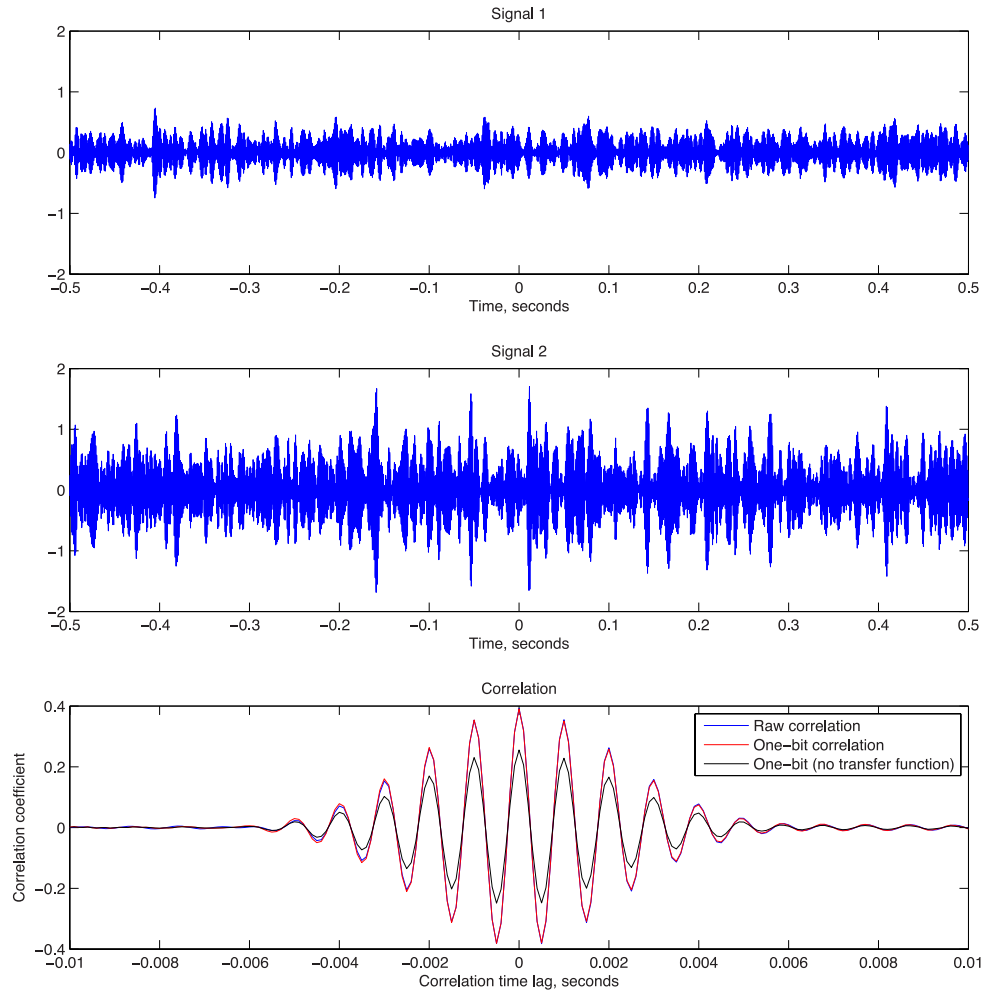 Signal 1
2
1
0
−1
−2
−0.5 −0.4 −0.3 −0.2 −0.1 0 0.1 0.2 0.3 0.4 0.5
Time, seconds
Signal 2
2
1
0
−1
−2
−0.5 −0.4 −0.3 −0.2 −0.1 0 0.1 0.2 0.3 0.4 0.5
Time, seconds
Correlation
Correlation coefficient
0.4
0.2
0
−0.2
−0.4
Raw correlation
One-bit correlation
One-bit (no transfer function)
−0.01 −0.008 −0.006 −0.004 −0.002 0 0.002 0.004 0.006 0.008 0.01
Correlation time lag, seconds